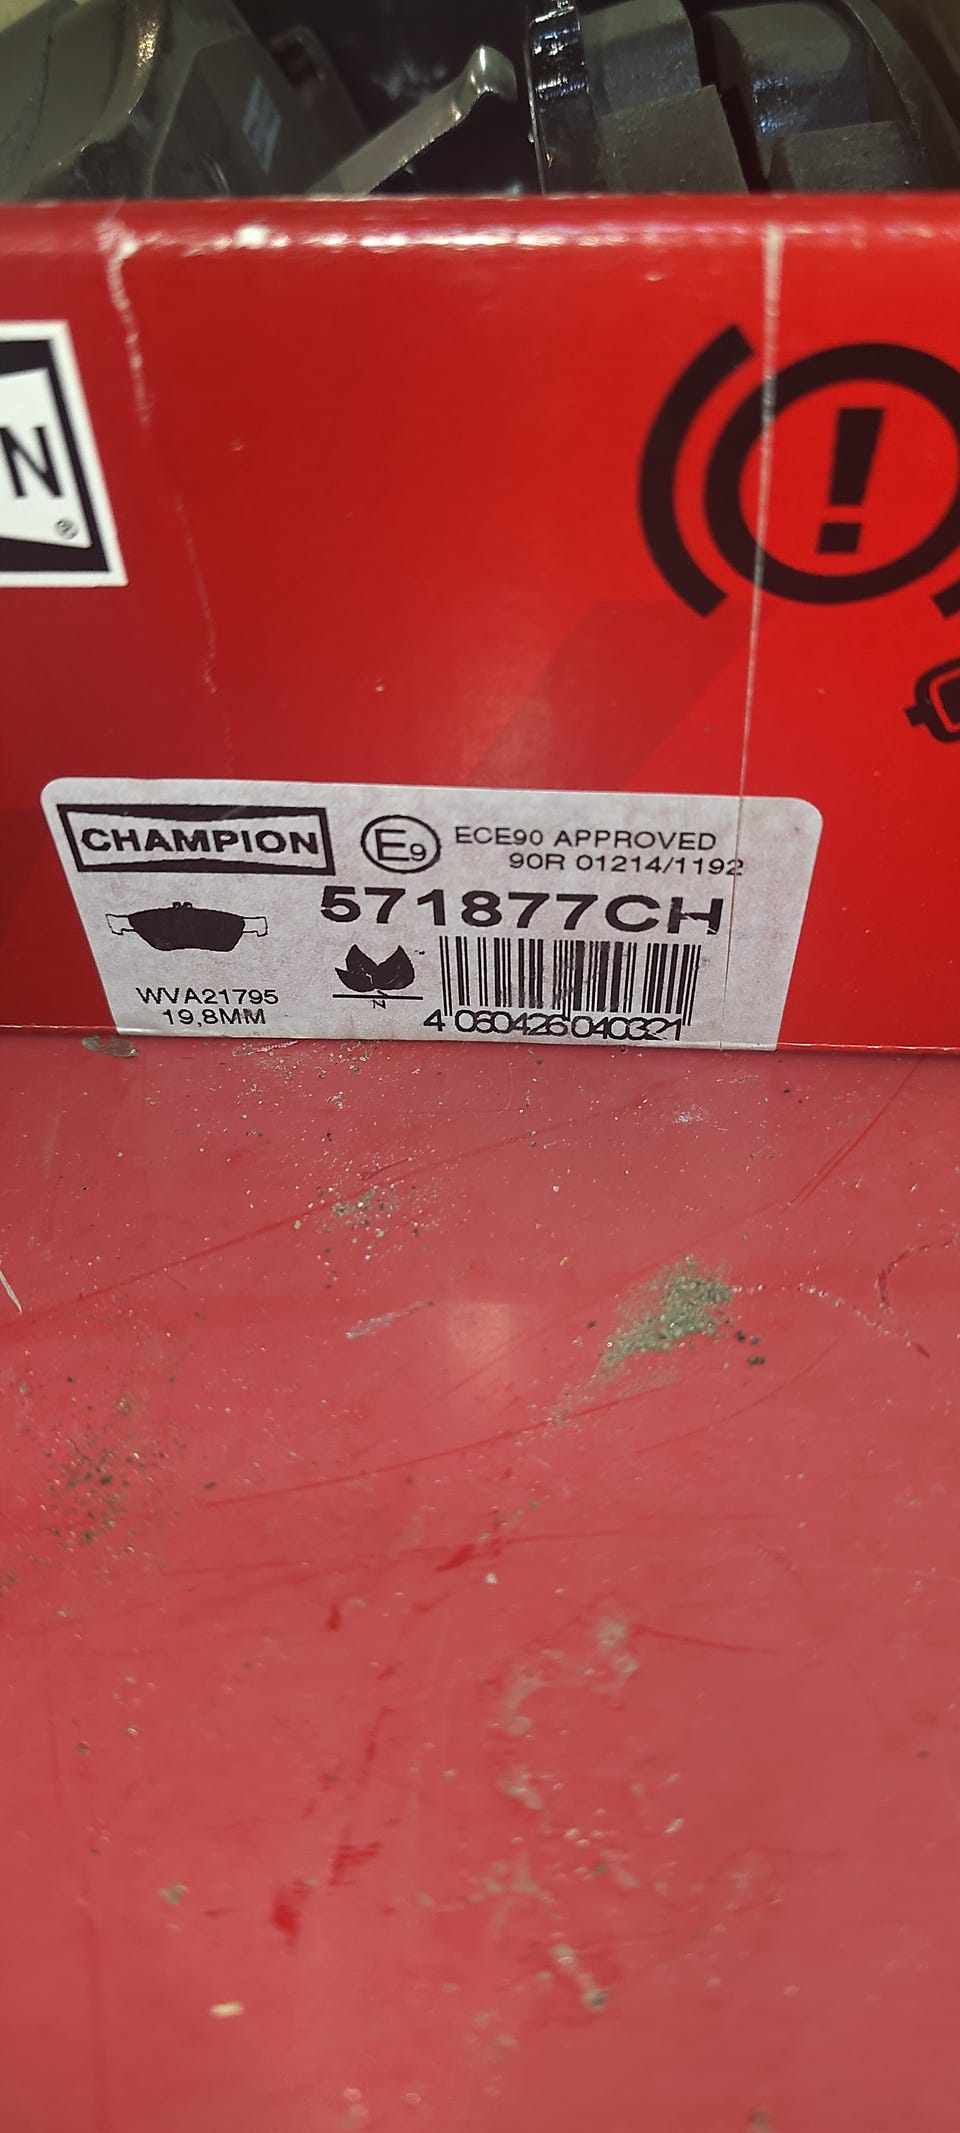 N
®
!
CHAMPION
E9
ECE90 APPROVED
90R 01214/1192
571877CH
WVA21795
19,8MM
N
4 060426 040321